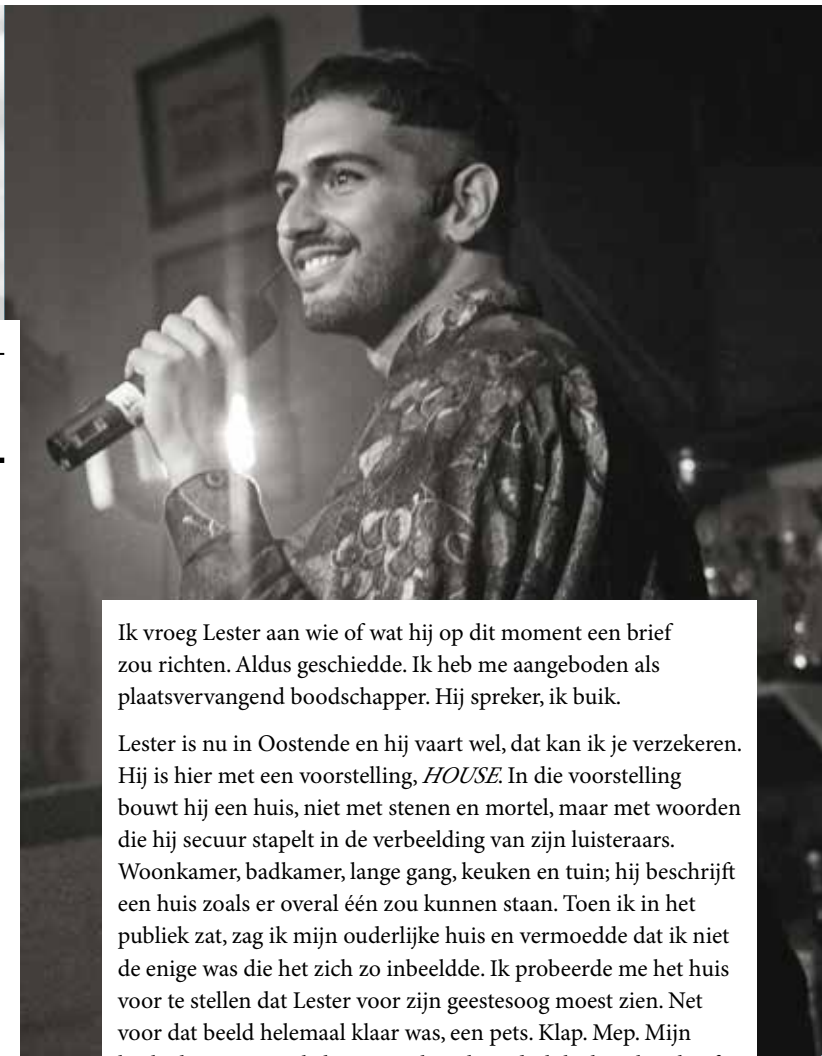 Ik vroeg Lester aan wie of wat hij op dit moment een brief
zou richten. Aldus geschiedde. Ik heb me aangeboden als
plaatsvervangend boodschapper. Hij spreker, ik buik.
Lester is nu in Oostende en hij vaart wel, dat kan ik je verzekeren.
Hij is hier met een voorstelling, HOUSE. In die voorstelling
bouwt hij een huis, niet met stenen en mortel, maar met woorden
die hij secuur stapelt in de verbeelding van zijn luisteraars.
Woonkamer, badkamer, lange gang, keuken en tuin; hij beschrijft
een huis zoals er overal één zou kunnen staan. Toen ik in het
publiek zat, zag ik mijn ouderlijke huis en vermoedde dat ik niet
de enige was die het zich zo inbeeldde. Ik probeerde me het huis
voor te stellen dat Lester voor zijn geestesoog moest zien. Net
voor dat beeld helemaal klaar was, een pets. Klap. Mep. Mijn